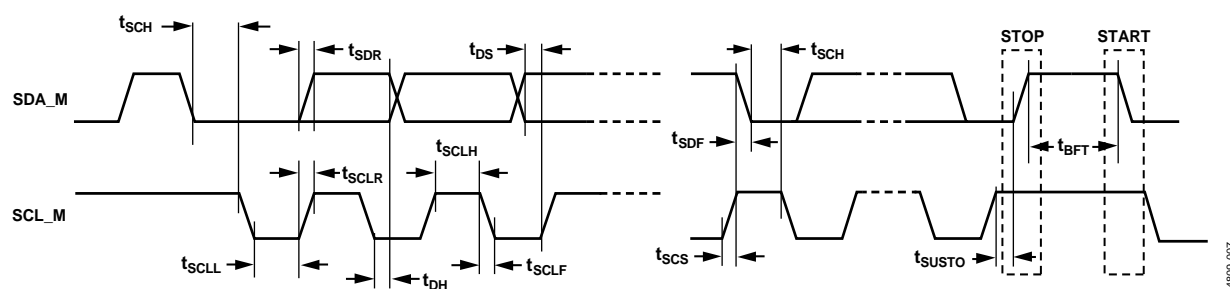 tSCH
tSDR
tDS
tSCH
STOP
START
SDA_M
tSCLH
tSDF
tBFT
tSCLR
SCL_M
tSCLL
tDH
tSCLF
tSCS
tSUSTO